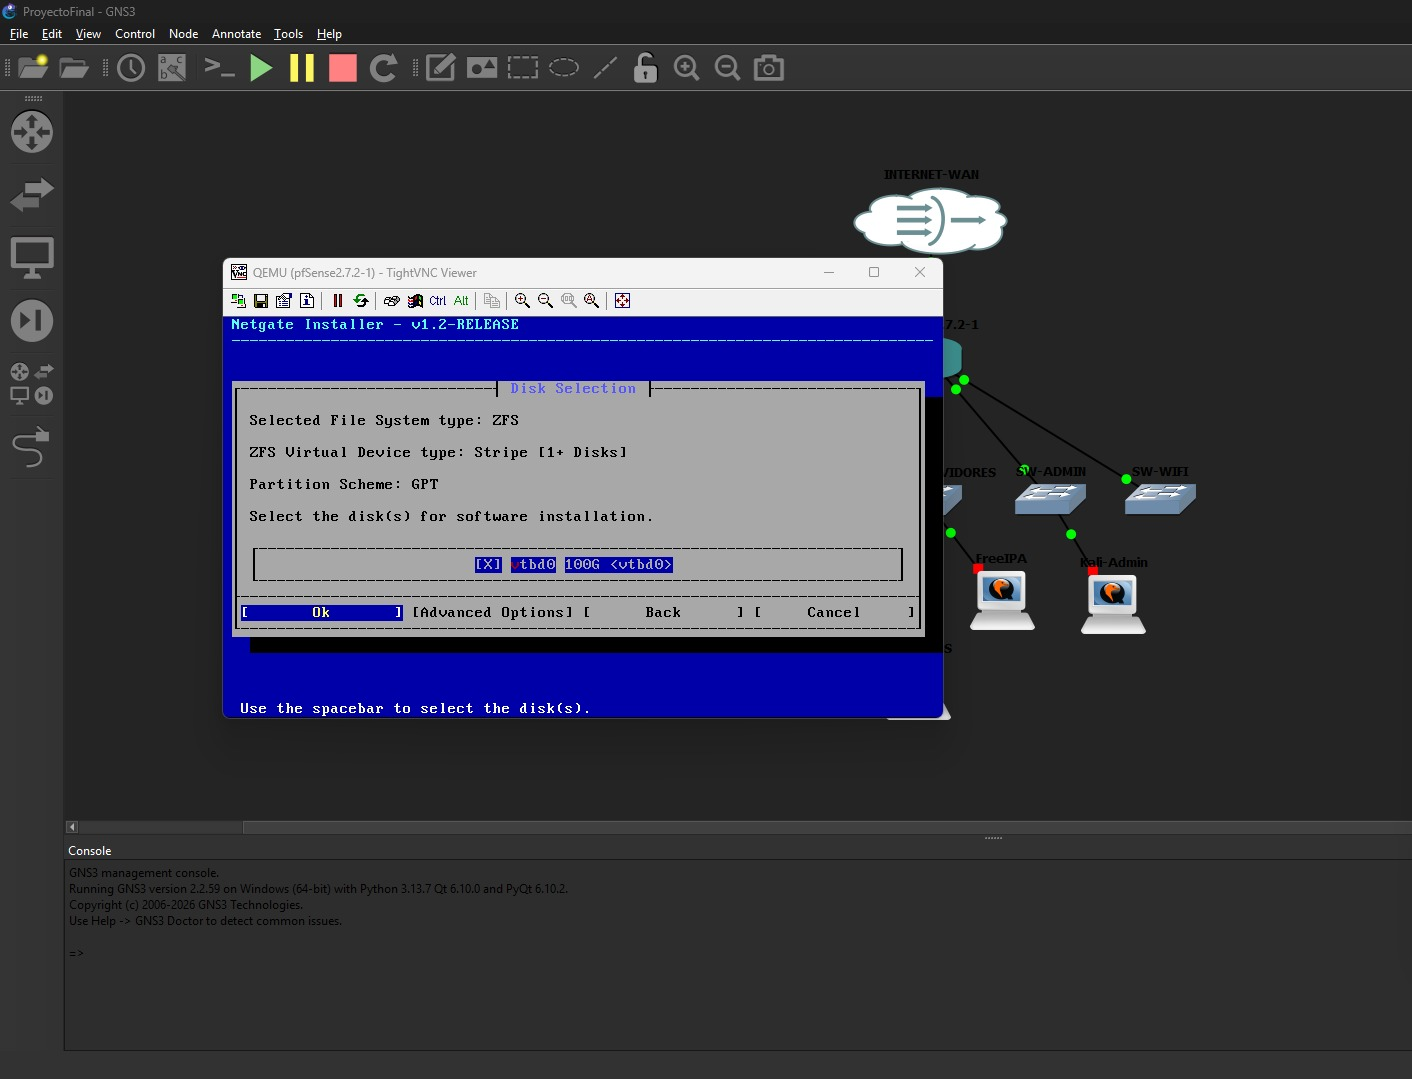 ProyectoFinal - GNS3
File Edit View Control Node Annotate Tools Help
INTERNET-WAN
QEMU (pfSense2.7.2-1) - TightVNC Viewer
Ctrl Alt
Netgate Installer - v1.2-RELEASE
7.2-1
Disk Selection
Selected File System type: ZFS
ZFS Virtual Device type: Stripe [1+ Disks]
Partition Scheme: GPT
Select the disk(s) for software installation.
[X] vtbd0 100G <vtbd0>
[ Ok ] [Advanced Options] [ Back ] [ Cancel ]
VIDORES
SW-ADMIN
SW-WIFI
FreeIPA
Kali-Admin
S
Use the spacebar to select the disk(s).
Console
GNS3 management console.
Running GNS3 version 2.2.59 on Windows (64-bit) with Python 3.13.7 Qt 6.10.0 and PyQt 6.10.2.
Copyright (c) 2006-2026 GNS3 Technologies.
Use Help -> GNS3 Doctor to detect common issues.
=>